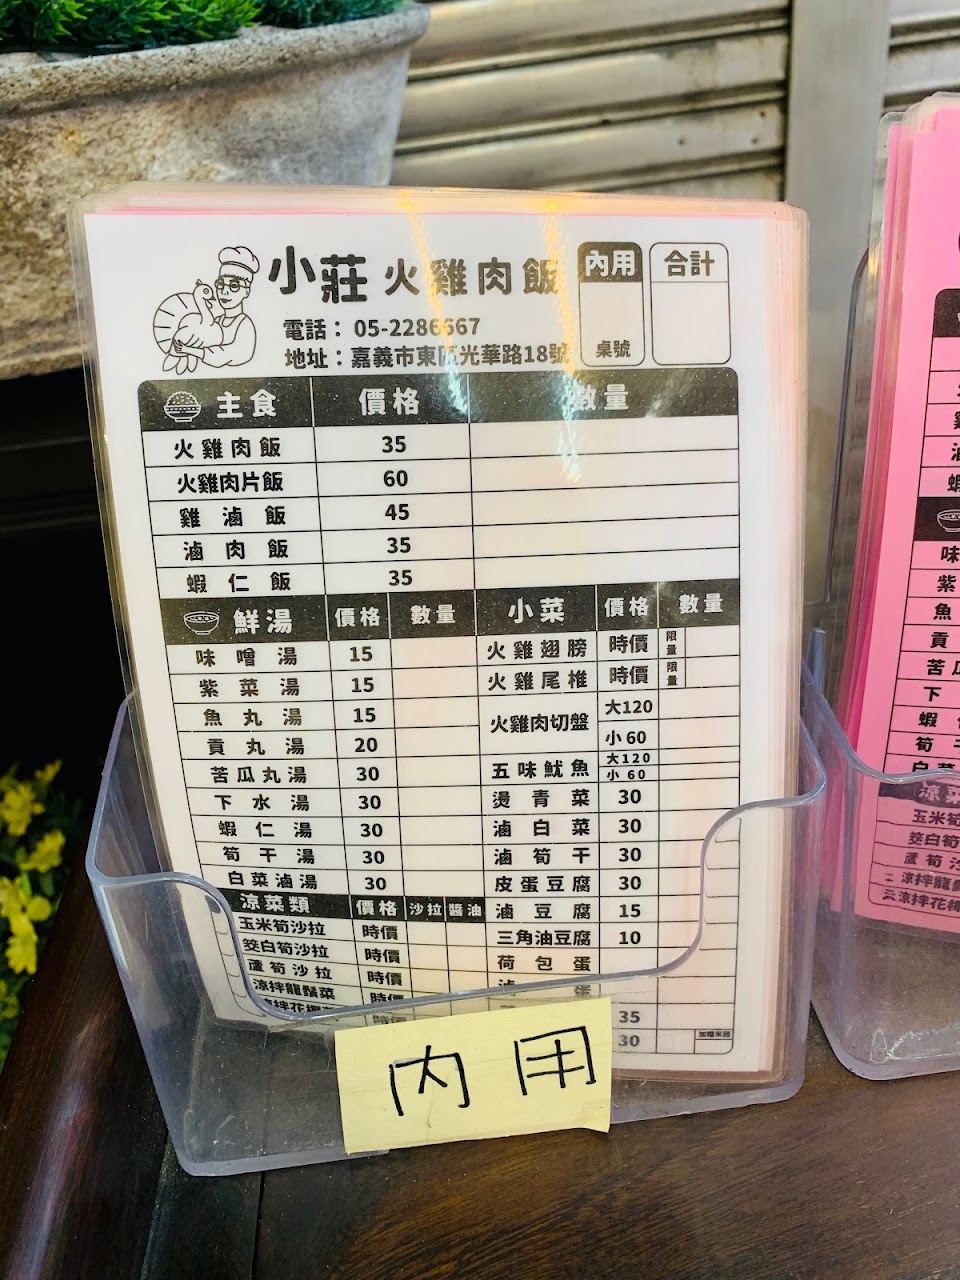 小莊 火雞肉飯
內用
桌號
合計
電話：05-2286667
地址：嘉義市東區光華路18號
主食 價格 數量
火雞肉飯 35
火雞肉片飯 60
雞滷飯 45
滷肉飯 35
蝦仁飯 35
鮮湯 價格 數量
味噌湯 15
紫菜湯 15
魚丸湯 15
貢丸湯 20
苦瓜丸湯 30
下水湯 30
蝦仁湯 30
筍干湯 30
白菜滷湯 30
涼菜類 價格 沙拉 醬油
玉米筍沙拉 時價
筊白筍沙拉 時價
蘆筍沙拉 時價
涼拌龍鬚菜 時價
小菜 價格 數量
火雞翅膀 時價 限量
火雞尾椎 時價 限量
火雞肉切盤 大120
小60
五味魷魚 大120
小60
燙青菜 30
滷白菜 30
滷筍干 30
皮蛋豆腐 30
滷豆腐 15
三角油豆腐 10
荷包蛋
35
30
內用